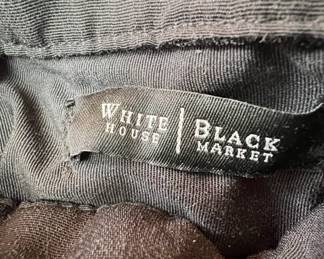 WHITE HOUSE | BLACK MARKET